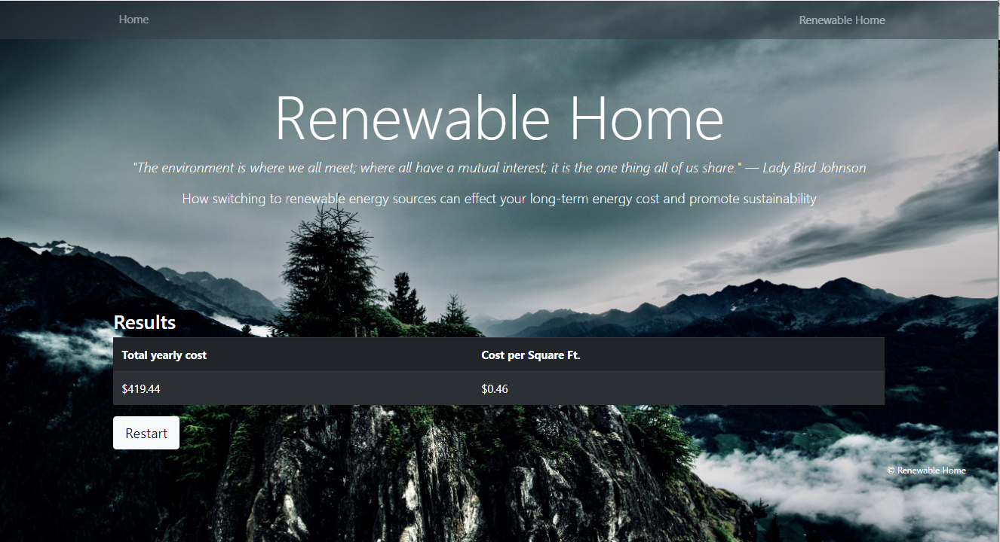 Home
Renewable Home
Renewable Home
"The environment is where we all meet; where all have a mutual interest; it is the one thing all of us share." — Lady Bird Johnson
How switching to renewable energy sources can effect your long-term energy cost and promote sustainability
Results
Total yearly cost
Cost per Square Ft.
$419.44
$0.46
Restart
© Renewable Home